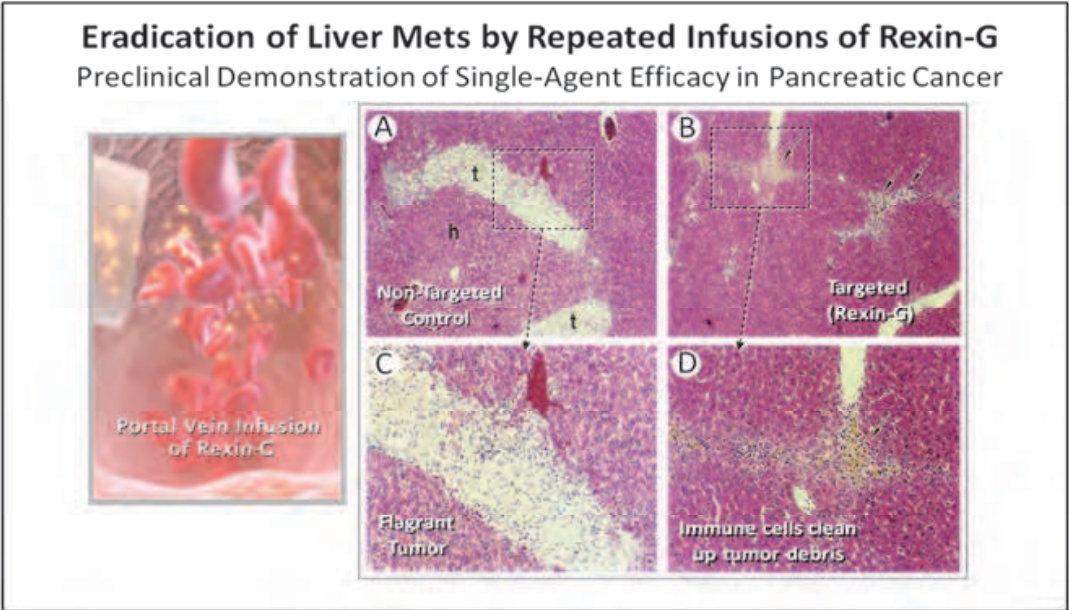 Eradication of Liver Mets by Repeated Infusions of Rexin-G
Preclinical Demonstration of Single-Agent Efficacy in Pancreatic Cancer
Portal Vein Infusion
of Rexin-G
A
t
h
Non-Targeted
Control
t
B
Targeted
(Rexin-G)
C
Flagrant
Tumor
D
Immune cells clean
up tumor debris